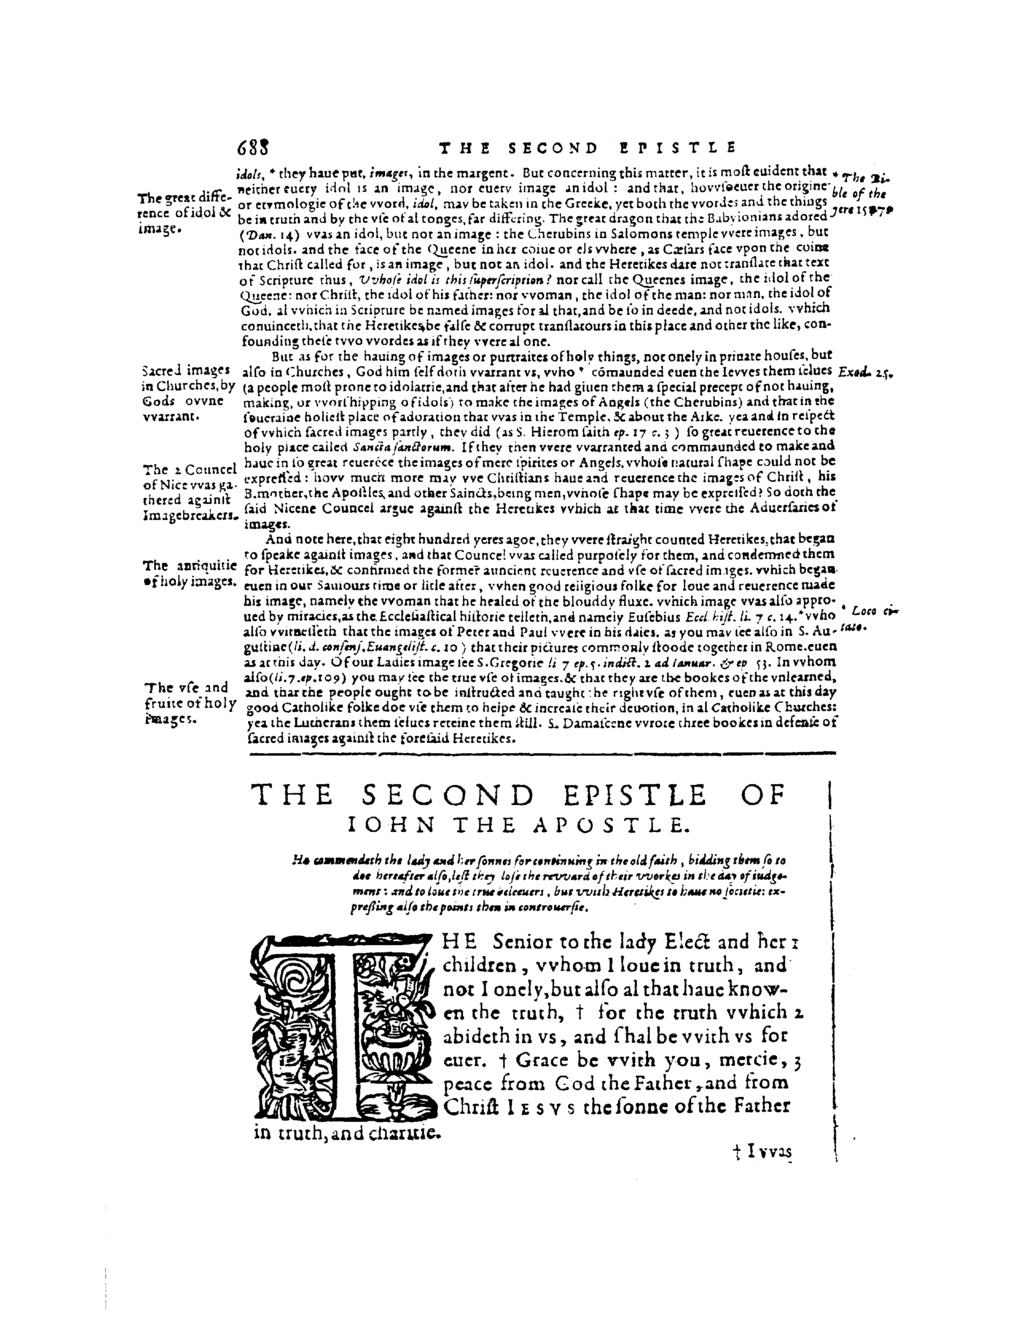 688 THE SECOND EPISTLE
idols, * they haue put, images, in the margent. But concerning this matter, it is most euident that
neither euery idol is an image, nor euery image an idol : and that, hovvsoeuer the origine
or etymologie of the vvord, idol, may be taken in the Greeke, yet both the vvordes and the things
be in truth and by the vse of al tonges, far differing. The great dragon that the Babylonians adored
(Dan. 14) vvas an idol, but not an image : the Cherubins in Salomons temple vvere images, but
not idols. and the face of the Queene in her coine or els vvhere, as Cæsars face vpon the coine
that Christ called for, is an image, but not an idol. and the Heretikes dare not translate that text
of Scripture thus, Vvhose idol is this superscription? nor call the Queenes image, the idol of the
Queene: nor Christ, the idol of his father: nor vvoman, the idol of the man: nor man, the idol of
God. al vvhich in Scripture be named images for al that, and be so in deede, and not idols. vvhich
conuinceth, that the Heretikes be false & corrupt translatours in this place and other the like, con-
founding these tvvo vvordes as if they vvere al one.
But as for the hauing of images or purtraites of holy things, not onely in priuate houses, but
also in Churches, God him self doth vvarrant vs, vvho * cõmaunded euen the Ievves them selues
(a people most prone to idolatrie, and that after he had giuen them a special precept of not hauing,
making, or vvorshipping of idols) to make the images of Angels (the Cherubins) and that in the
soueraine holiest place of adoration that vvas in the Temple, & about the Arke. yea and in respect
of vvhich sacred images partly, they did (as S. Hierom saith ep. 17 c. 3) so great reuerence to the
holy place called Sancta sanctorum. If they then vvere vvarranted and commaunded to make and
haue in so great reuerẽce the images of mere spirites or Angels, vvhose natural shape could not be
expressed : hovv much more may vve Christians haue and reuerence the images of Christ, his
B. mother, the Apostles, and other Saincts, being men, vvhose shape may be expressed? So doth the
said Nicene Councel argue against the Heretikes vvhich at that time vvere the Aduersaries of
images.
And note here, that eight hundred yeres agoe, they vvere straight counted Heretikes, that began
to speake against images, and that Councel vvas called purposely for them, and condemned them
for Heretikes, & confirmed the former auncient reuerence and vse of sacred images. vvhich began
euen in our Sauiours time or litle after, vvhen good religious folke for loue and reuerence made
his image, namely the vvoman that he healed of the blouddy fluxe. vvhich image vvas also appro-
ued by miracles, as the Ecclesiastical historie telleth, and namely Eusebius Eccl. hist. li. 7 c. 14. * vvho
also vvitnesseth that the images of Peter and Paul vvere in his daies. as you may see also in S. Au-
gustine (li. 1. consens. Euangelist. c. 10) that their pictures commonly stoode together in Rome. euen
as at this day. Of our Ladies image see S. Gregorie li 7 ep. 5. indict. 2 ad Ianuar. & ep 53. In vvhom
also (li. 7. ep. 109) you may see the true vse of images. & that they are the bookes of the vnlearned,
and that the people ought to be instructed and taught the right vse of them, euen as at this day
good Catholike folke doe vse them to helpe & increase their deuotion, in al Catholike Churches:
yea the Lutherans them selues reteine them still. S. Damascene vvrote three bookes in defense of
sacred images against the foresaid Heretikes.
The great diffe-
rence of idol &
image.
Sacred images
in Churches, by
Gods ovvne
vvarrant.
The 2 Councel
of Nice vvas ga-
thered against
Imagebreakers.
The antiquitie
of holy images.
The vse and
fruite of holy
images.
* The Bi-
ble of the
yere 1577
Exod. 25.
* Loco ci-
tato.
THE SECOND EPISTLE OF
IOHN THE APOSTLE.
He commendeth the lady and her sonnes for continuing in the old faith, bidding them so to
doe hereafter also, lest they lose the revvard of their vvorkes in the day of iudge-
ment : and to loue the true beleeuers, but vvith Heretikes to haue no societie: ex-
pressing also the points then in controuersie.
THE Senior to the lady Elect and her 1
children, vvhom I loue in truth, and
not I onely, but also al that haue know-
en the truth, † for the truth vvhich 2
abideth in vs, and shal be vvith vs for
euer. † Grace be vvith you, mercie, 3
peace from God the Father, and from
Christ IESVS the sonne of the Father
in truth, and charitie.
† I vvas